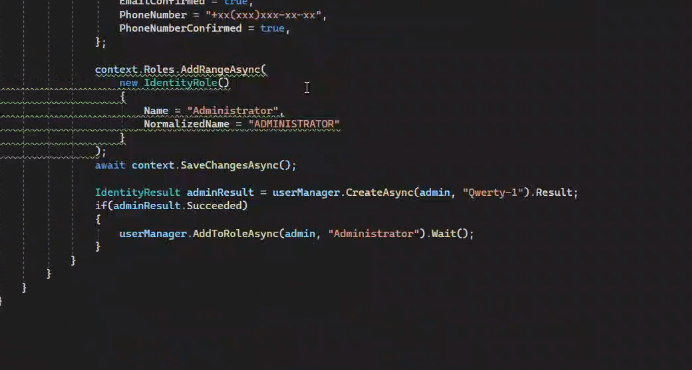 EmailConfirmed = true,
PhoneNumber = "+xx(xxx)xxx-xx-xx",
PhoneNumberConfirmed = true,
};
context.Roles.AddRangeAsync(
new IdentityRole()
{
Name = "Administrator",
NormalizedName = "ADMINISTRATOR"
}
);
await context.SaveChangesAsync();
IdentityResult adminResult = userManager.CreateAsync(admin, "Qwerty-1").Result;
if(adminResult.Succeeded)
{
userManager.AddToRoleAsync(admin, "Administrator").Wait();
}
}
}
}
}